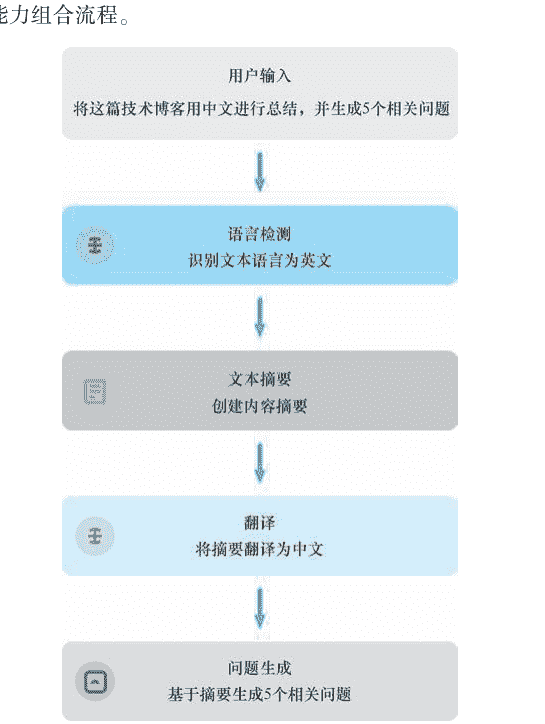 能力组合流程。
用户输入
将这篇技术博客用中文进行总结，并生成5个相关问题
语言检测
识别文本语言为英文
文本摘要
创建内容摘要
翻译
将摘要翻译为中文
问题生成
基于摘要生成5个相关问题